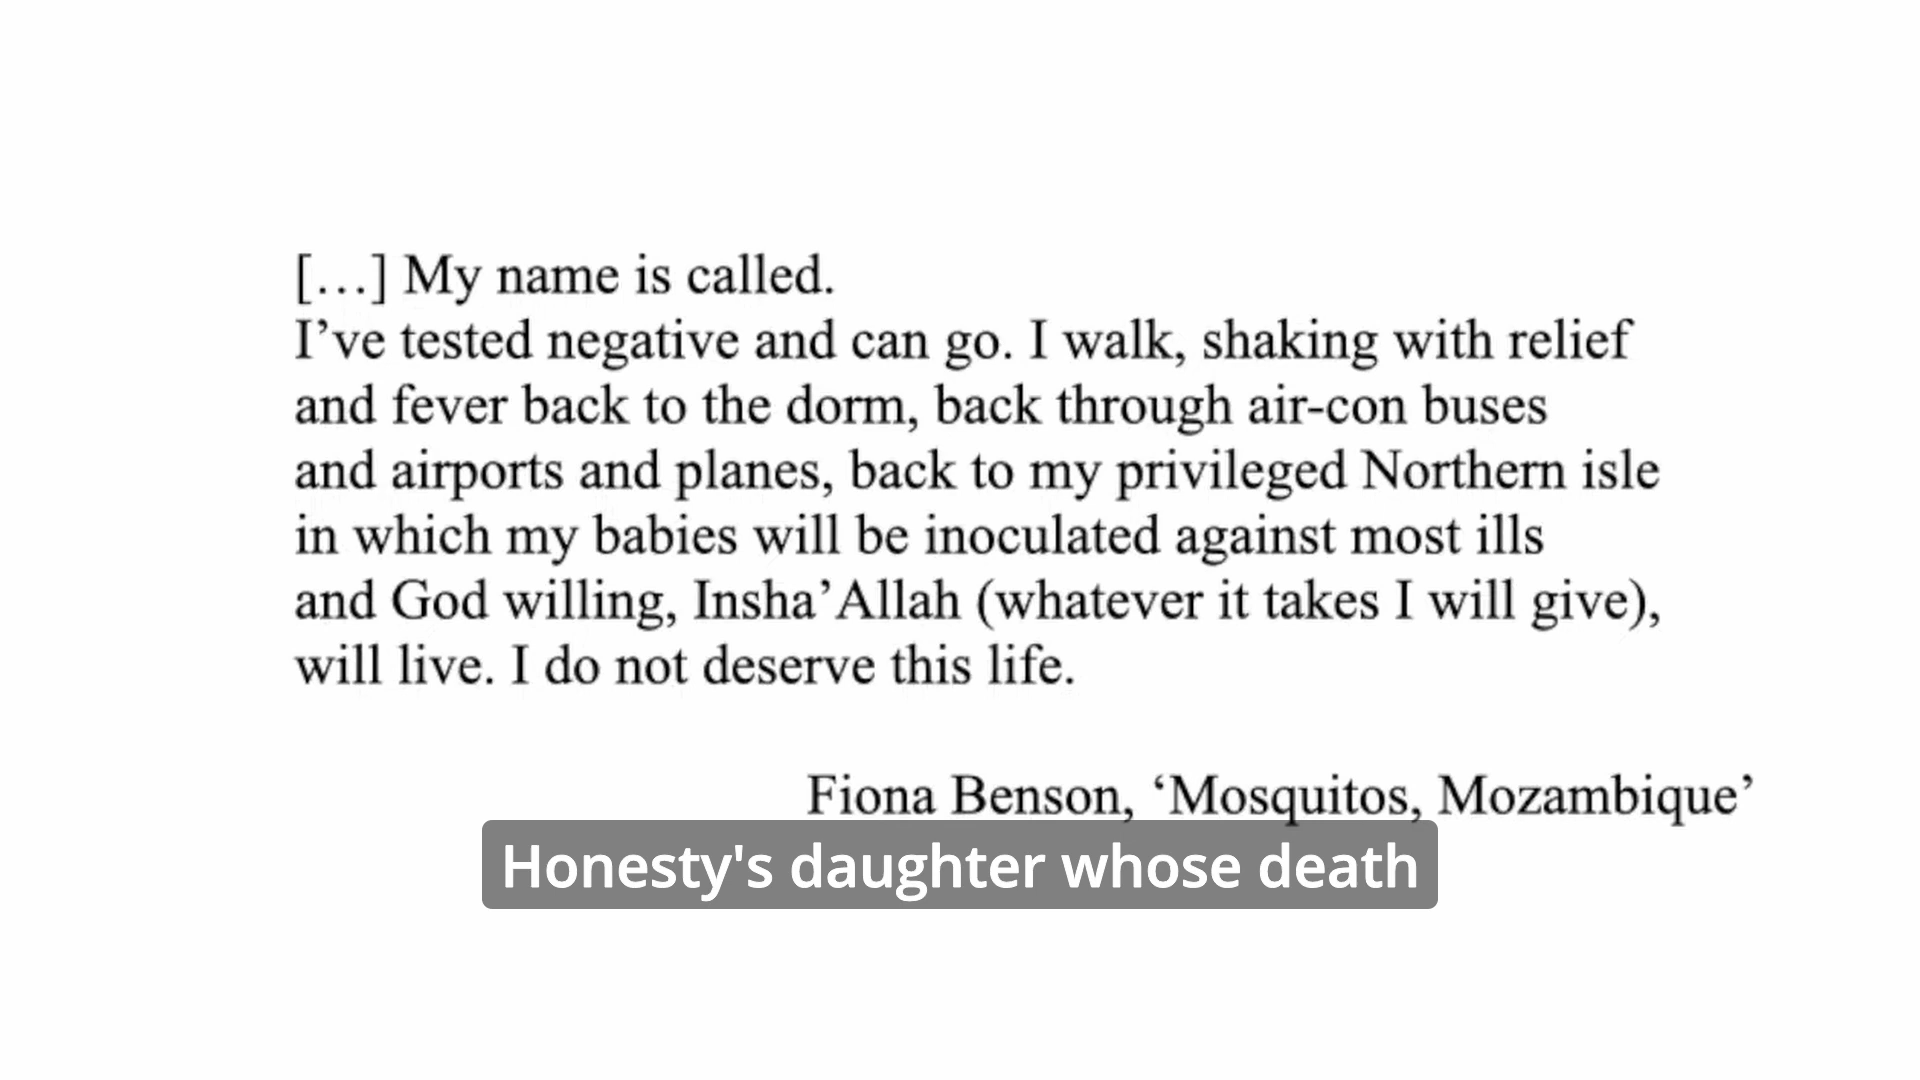 […] My name is called.
I’ve tested negative and can go. I walk, shaking with relief
and fever back to the dorm, back through air-con buses
and airports and planes, back to my privileged Northern isle
in which my babies will be inoculated against most ills
and God willing, Insha’Allah (whatever it takes I will give),
will live. I do not deserve this life.
Fiona Benson, ‘Mosquitos, Mozambique’
Honesty's daughter whose death